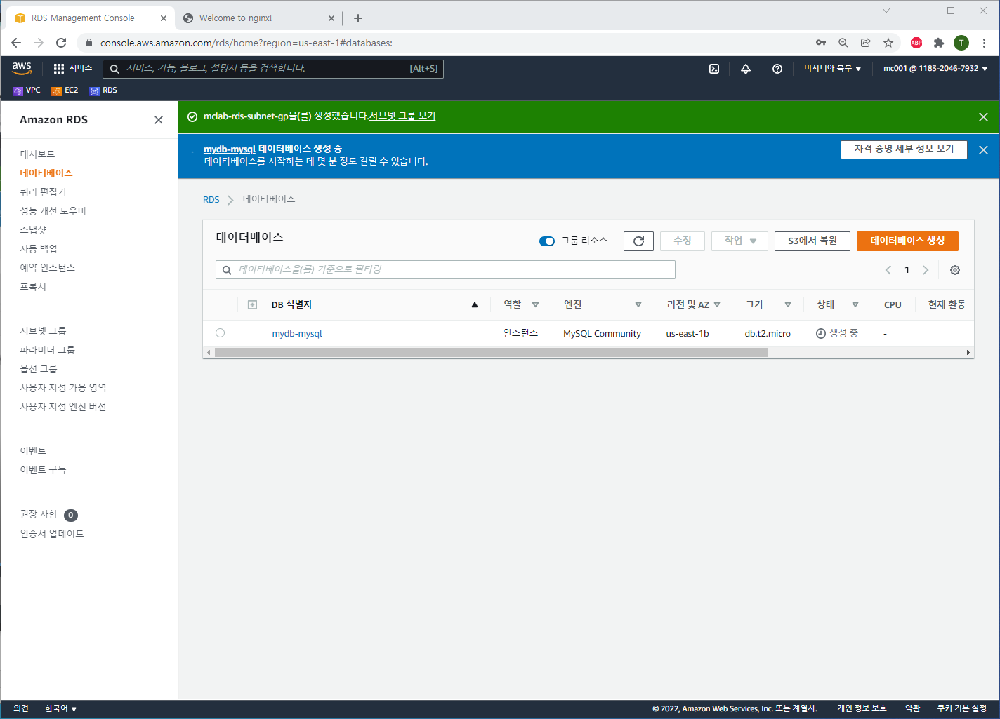 RDS Management Console
Welcome to nginx!
console.aws.amazon.com/rds/home?region=us-east-1#databases:
ABP
T
aws
서비스
서비스, 기능, 블로그, 설명서 등을 검색합니다.
[Alt+S]
버지니아 북부
mc001 @ 1183-2046-7932
VPC
EC2
RDS
Amazon RDS
대시보드
데이터베이스
쿼리 편집기
성능 개선 도우미
스냅샷
자동 백업
예약 인스턴스
프록시
서브넷 그룹
파라미터 그룹
옵션 그룹
사용자 지정 가용 영역
사용자 지정 엔진 버전
이벤트
이벤트 구독
권장 사항 0
인증서 업데이트
mclab-rds-subnet-gp을(를) 생성했습니다.서브넷 그룹 보기
mydb-mysql 데이터베이스 생성 중
데이터베이스를 시작하는 데 몇 분 정도 걸릴 수 있습니다.
자격 증명 세부 정보 보기
RDS
데이터베이스
데이터베이스
그룹 리소스
수정
작업
S3에서 복원
데이터베이스 생성
데이터베이스을(를) 기준으로 필터링
1
DB 식별자
역할
엔진
리전 및 AZ
크기
상태
CPU
현재 활동
mydb-mysql
인스턴스
MySQL Community
us-east-1b
db.t2.micro
생성 중
-
의견
한국어
© 2022, Amazon Web Services, Inc. 또는 계열사.
개인 정보 보호
약관
쿠키 기본 설정